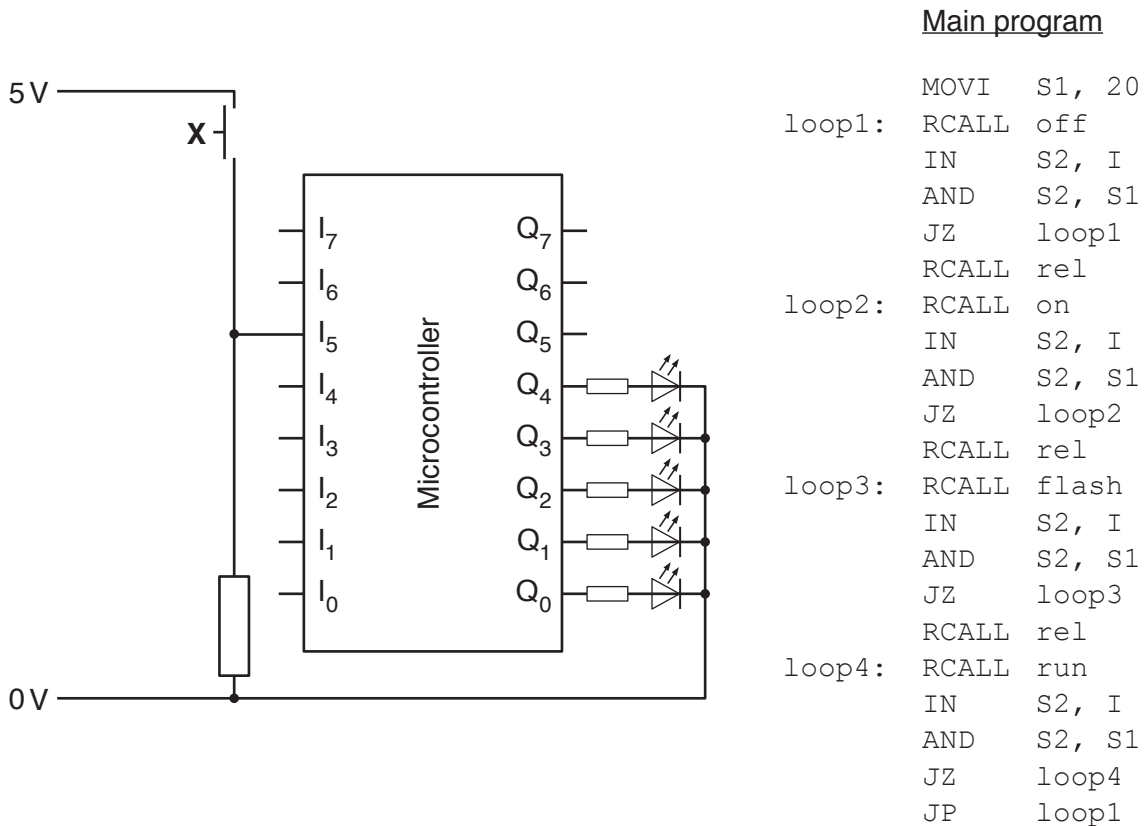 5 V
X
0 V
I7
I6
I5
I4
I3
I2
I1
I0
Microcontroller
Q7
Q6
Q5
Q4
Q3
Q2
Q1
Q0
Main program
MOVI S1, 20
loop1: RCALL off
IN S2, I
AND S2, S1
JZ loop1
RCALL rel
loop2: RCALL on
IN S2, I
AND S2, S1
JZ loop2
RCALL rel
loop3: RCALL flash
IN S2, I
AND S2, S1
JZ loop3
RCALL rel
loop4: RCALL run
IN S2, I
AND S2, S1
JZ loop4
JP loop1